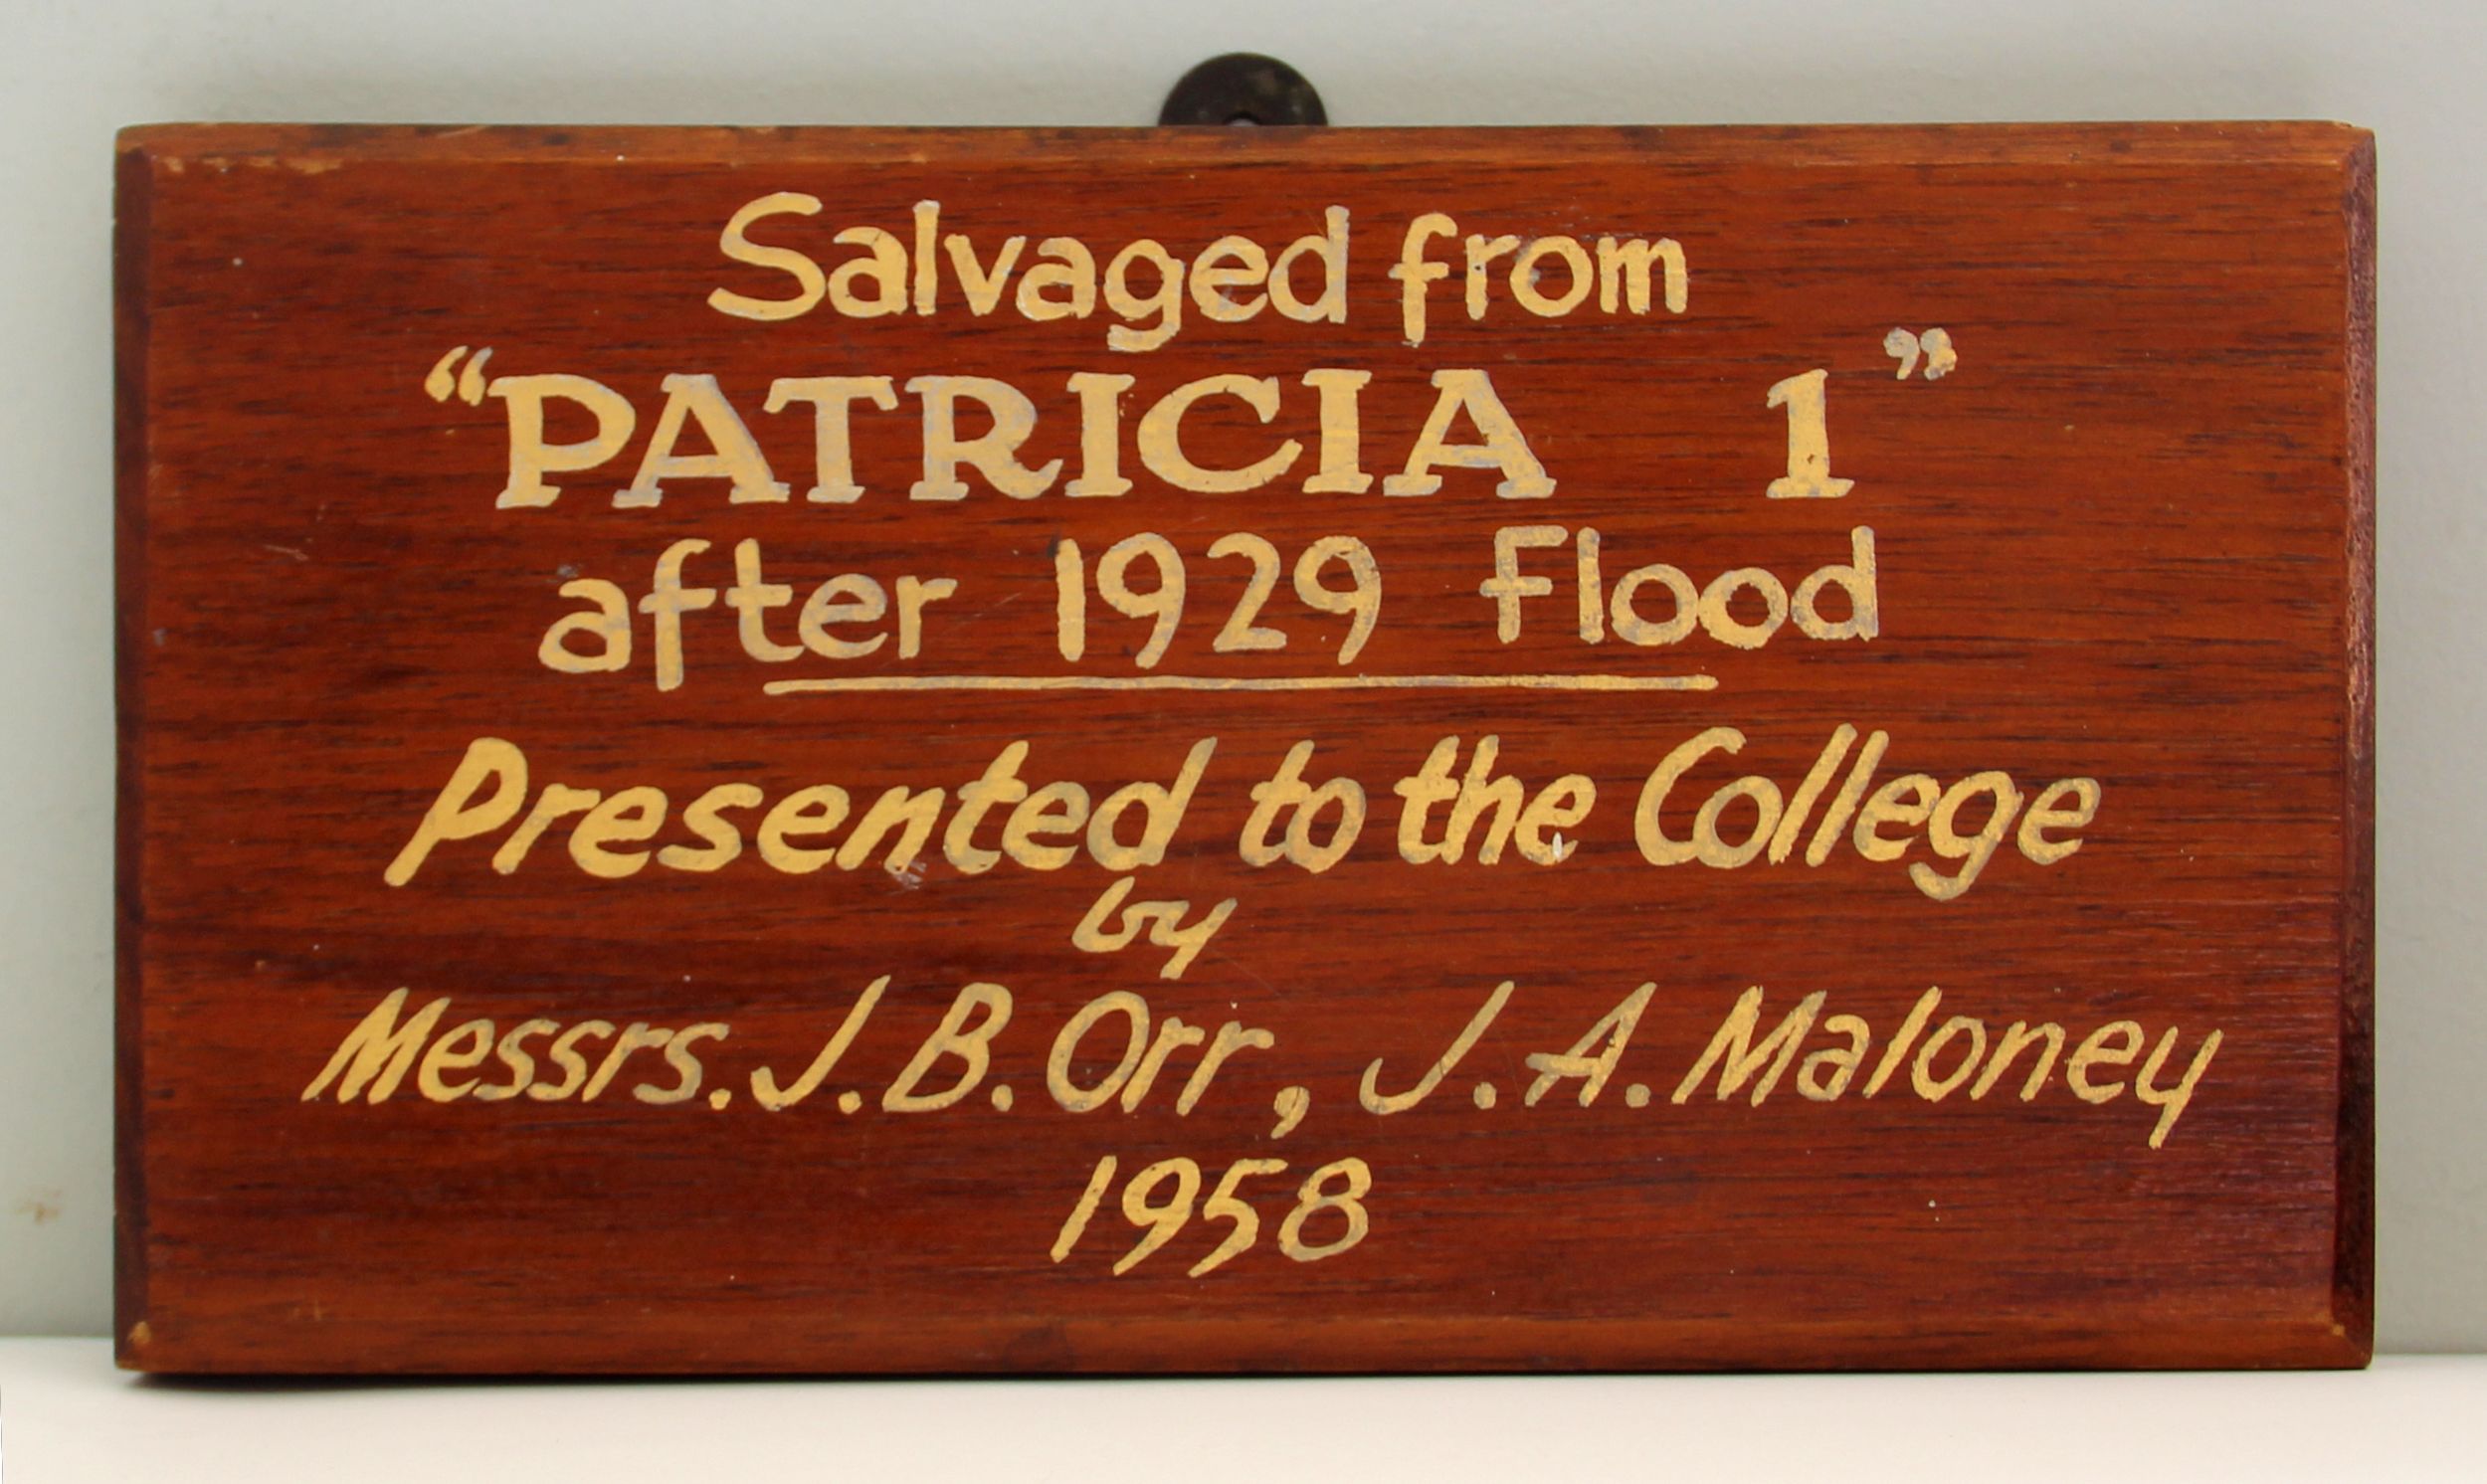 Salvaged from
“PATRICIA 1”
after 1929 Flood
Presented to the College
by
Messrs. J. B. Orr, J. A. Maloney
1958